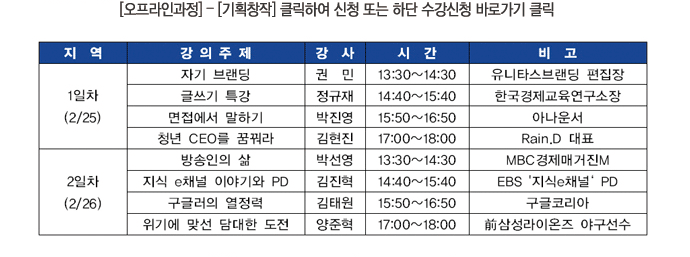 [오프라인과정] - [기획창작] 클릭하여 신청 또는 하단 수강신청 바로가기 클릭
지 역 강 의 주 제 강 사 시 간 비 고
1일차 (2/25)
자기 브랜딩 권 민 13:30~14:30 유니타스브랜딩 편집장
글쓰기 특강 정규재 14:40~15:40 한국경제교육연구소장
면접에서 말하기 박진영 15:50~16:50 아나운서
청년 CEO를 꿈꿔라 김현진 17:00~18:00 Rain.D 대표
2일차 (2/26)
방송인의 삶 박선영 13:30~14:30 MBC경제매거진M
지식 e채널 이야기와 PD 김진혁 14:40~15:40 EBS '지식e채널' PD
구글러의 열정력 김태원 15:50~16:50 구글코리아
위기에 맞선 담대한 도전 양준혁 17:00~18:00 前삼성라이온즈 야구선수